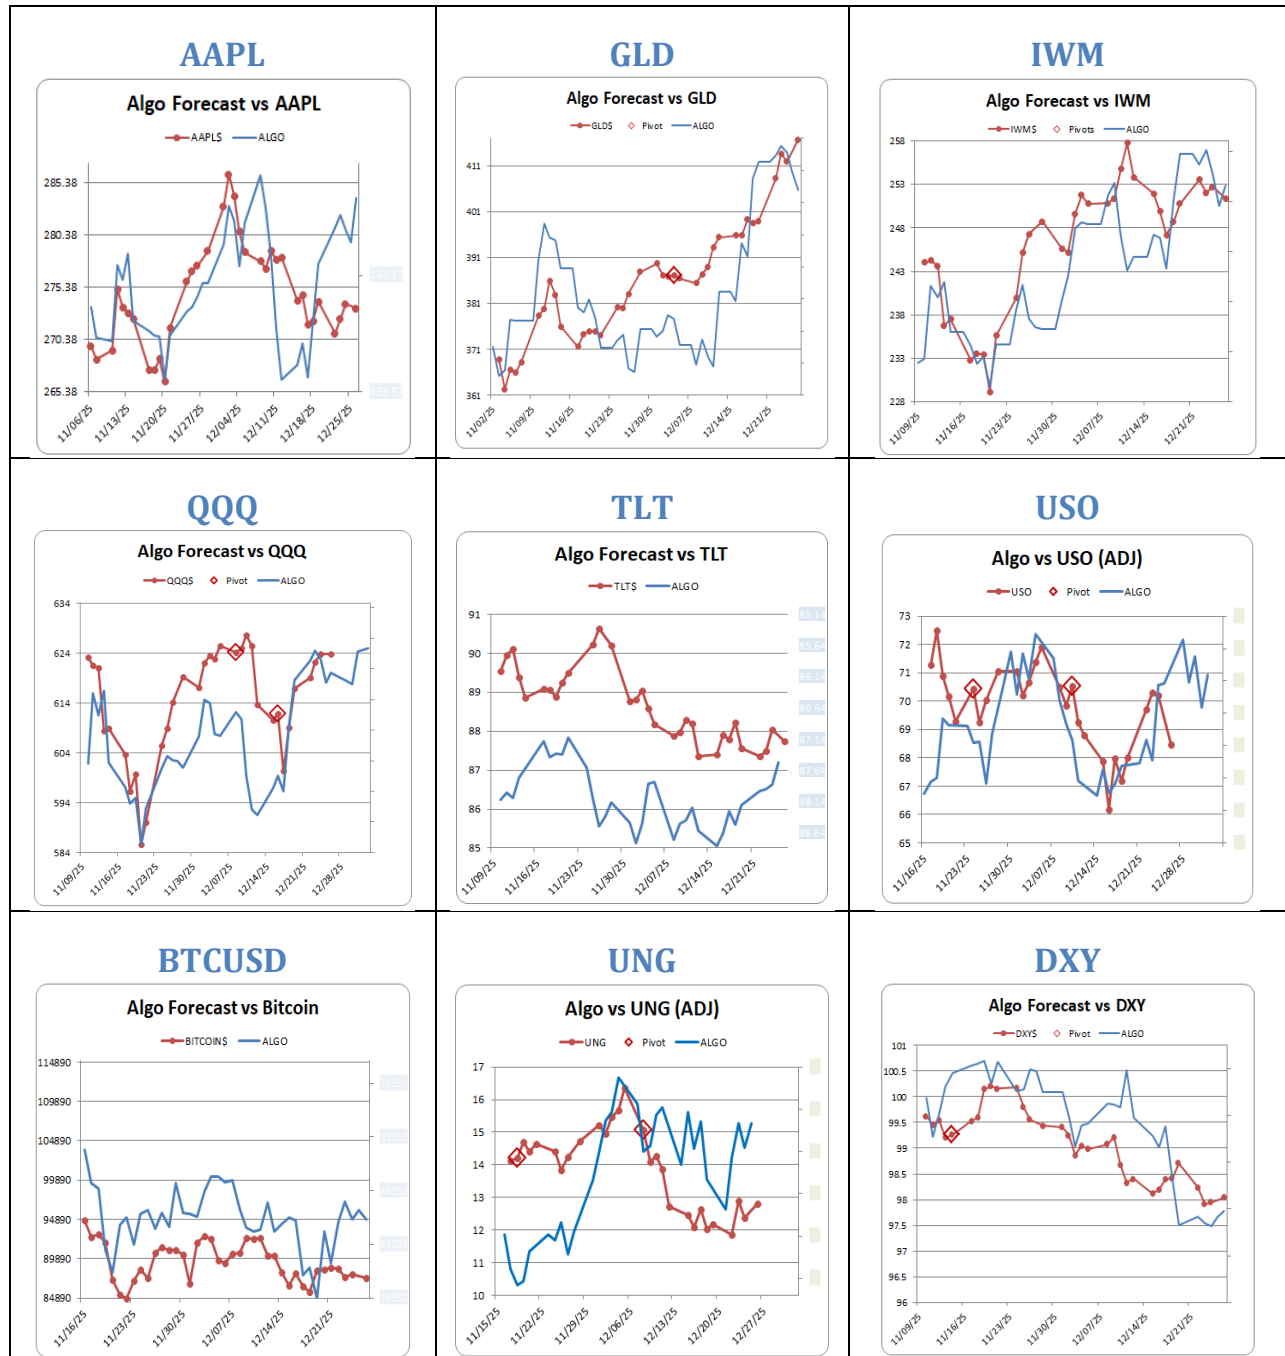 AAPL
Algo Forecast vs AAPL
AAPL$ ALGO
285.38
280.38
275.38
270.38
265.38
11/06/25 11/13/25 11/20/25 11/27/25 12/04/25 12/11/25 12/18/25 12/25/25
GLD
Algo Forecast vs GLD
GLD$ Pivot ALGO
411
401
391
381
371
361
11/02/25 11/09/25 11/16/25 11/23/25 11/30/25 12/07/25 12/14/25 12/21/25
IWM
Algo Forecast vs IWM
IWM$ Pivots ALGO
258
253
248
243
238
233
228
11/09/25 11/16/25 11/23/25 11/30/25 12/07/25 12/14/25 12/21/25
QQQ
Algo Forecast vs QQQ
QQQ$ Pivot ALGO
634
624
614
604
594
584
11/09/25 11/16/25 11/23/25 11/30/25 12/07/25 12/14/25 12/21/25 12/28/25
TLT
Algo Forecast vs TLT
TLT$ ALGO
91
90
89
88
87
86
85
85.14
85.64
86.14
86.64
87.14
87.64
88.14
88.64
11/09/25 11/16/25 11/23/25 11/30/25 12/07/25 12/14/25 12/21/25
USO
Algo vs USO (ADJ)
USO Pivot ALGO
73
72
71
70
69
68
67
66
65
11/16/25 11/23/25 11/30/25 12/07/25 12/14/25 12/21/25 12/28/25
BTCUSD
Algo Forecast vs Bitcoin
BITCOIN$ ALGO
114890
109890
104890
99890
94890
89890
84890
11/16/25 11/23/25 11/30/25 12/07/25 12/14/25 12/21/25
UNG
Algo vs UNG (ADJ)
UNG Pivot ALGO
17
16
15
14
13
12
11
10
11/15/25 11/22/25 11/29/25 12/06/25 12/13/25 12/20/25 12/27/25
DXY
Algo Forecast vs DXY
DXY$ Pivot ALGO
101
100.5
100
99.5
99
98.5
98
97.5
97
96.5
96
11/09/25 11/16/25 11/23/25 11/30/25 12/07/25 12/14/25 12/21/25